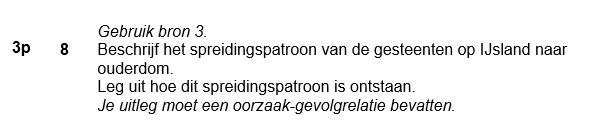 Gebruik bron 3.
3p 8 Beschrijf het spreidingspatroon van de gesteenten op IJsland naar
ouderdom.
Leg uit hoe dit spreidingspatroon is ontstaan.
Je uitleg moet een oorzaak-gevolgrelatie bevatten.